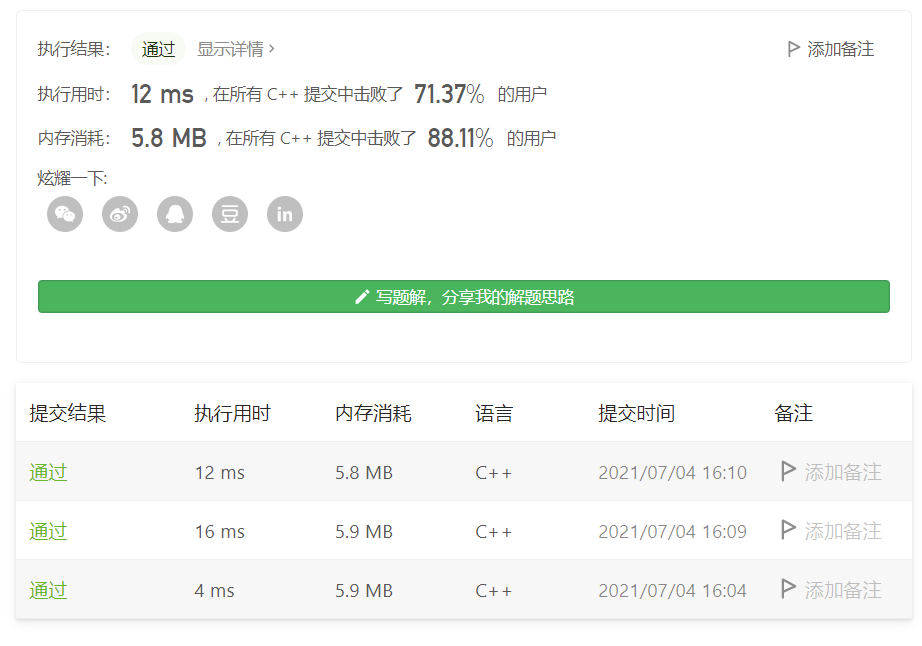 执行结果： 通过 显示详情 › 添加备注
执行用时： 12 ms , 在所有 C++ 提交中击败了 71.37% 的用户
内存消耗： 5.8 MB , 在所有 C++ 提交中击败了 88.11% 的用户
炫耀一下:
豆 in
写题解，分享我的解题思路
提交结果 执行用时 内存消耗 语言 提交时间 备注
通过 12 ms 5.8 MB C++ 2021/07/04 16:10 添加备注
通过 16 ms 5.9 MB C++ 2021/07/04 16:09 添加备注
通过 4 ms 5.9 MB C++ 2021/07/04 16:04 添加备注